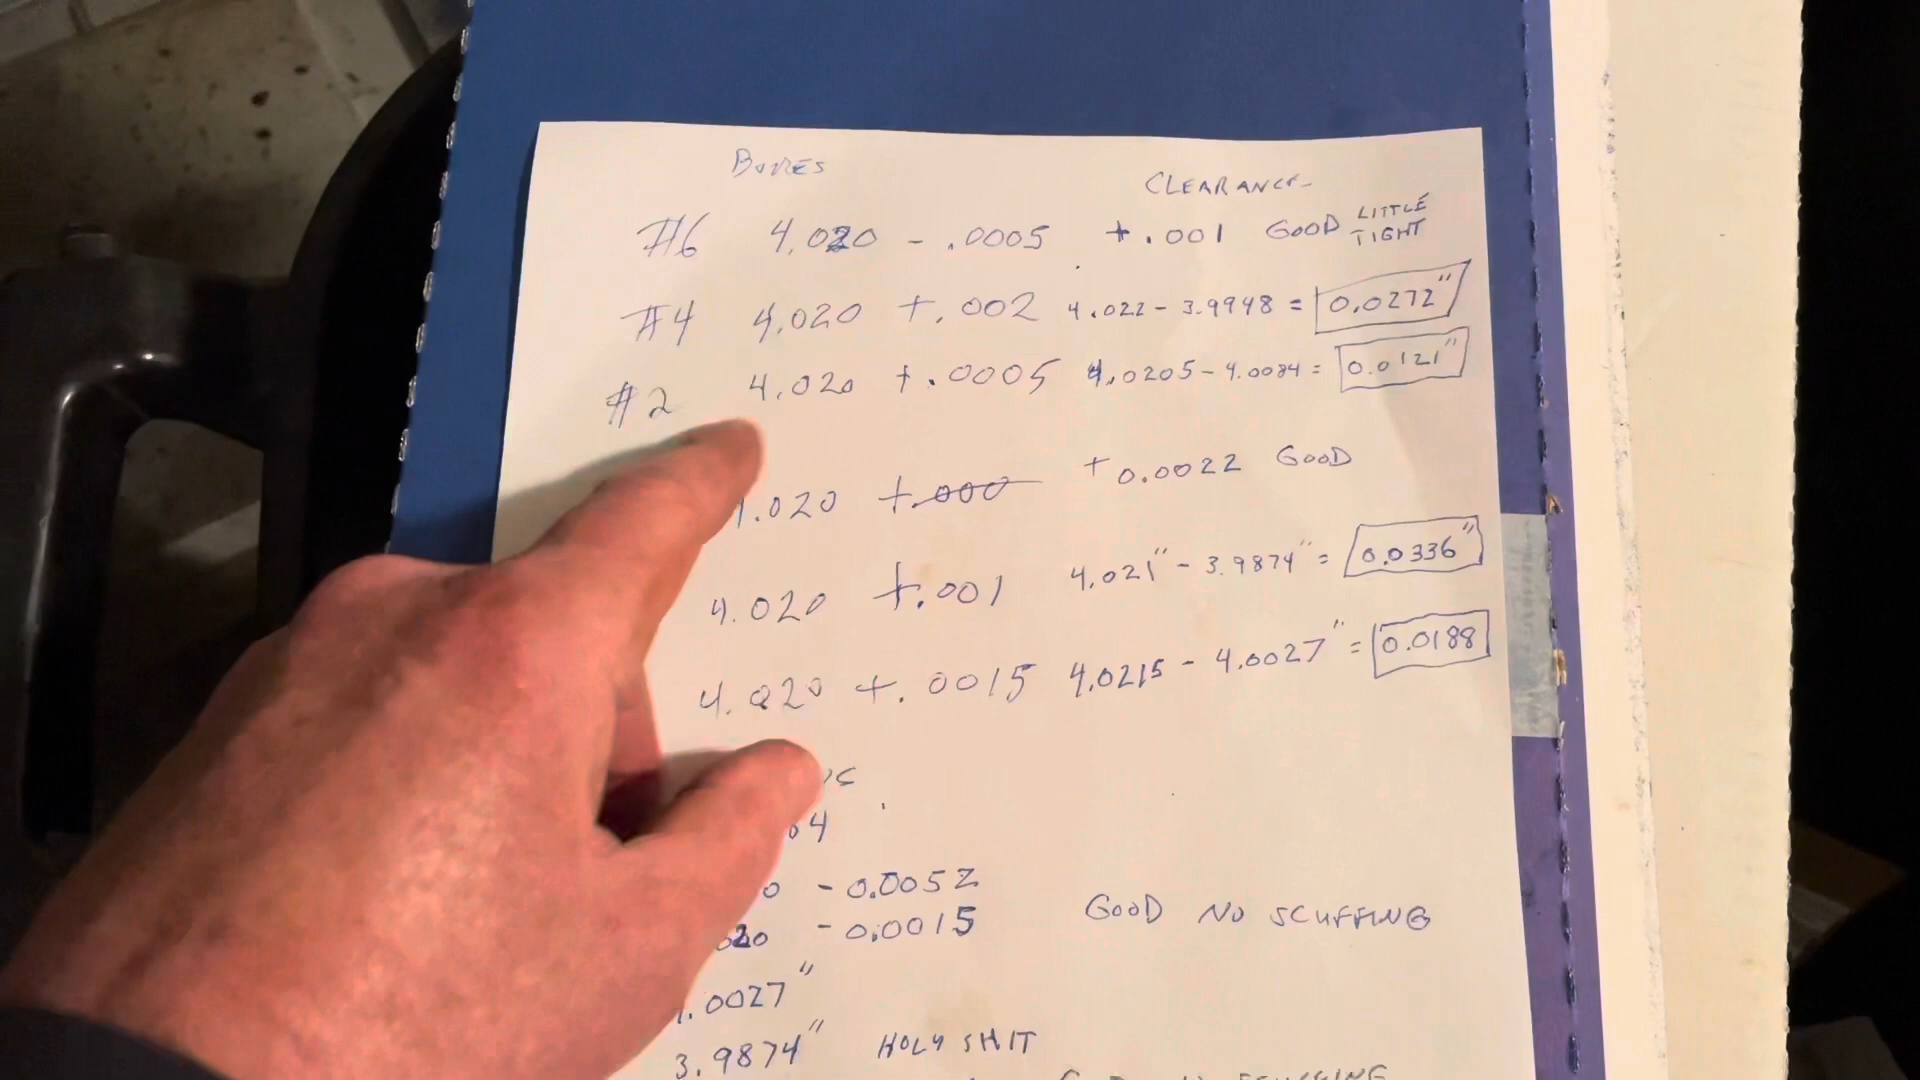 BORES
CLEARANCE
#6 4.020 - .0005 +.001 GOOD LITTLE TIGHT
#4 4.020 +.002 4.022 - 3.9948 = 0.0272"
#2 4.020 +.0005 4.0205 - 4.0084 = 0.0121"
.020 +.000 +0.0022 GOOD
4.020 +.001 4.021" - 3.9874" = 0.0336"
4.020 +.0015 4.0215 - 4.0027" = 0.0188
4
0 - 0.0052
20 - 0.0015 GOOD NO SCUFFING
.0027"
3.9874" HOLY SHIT